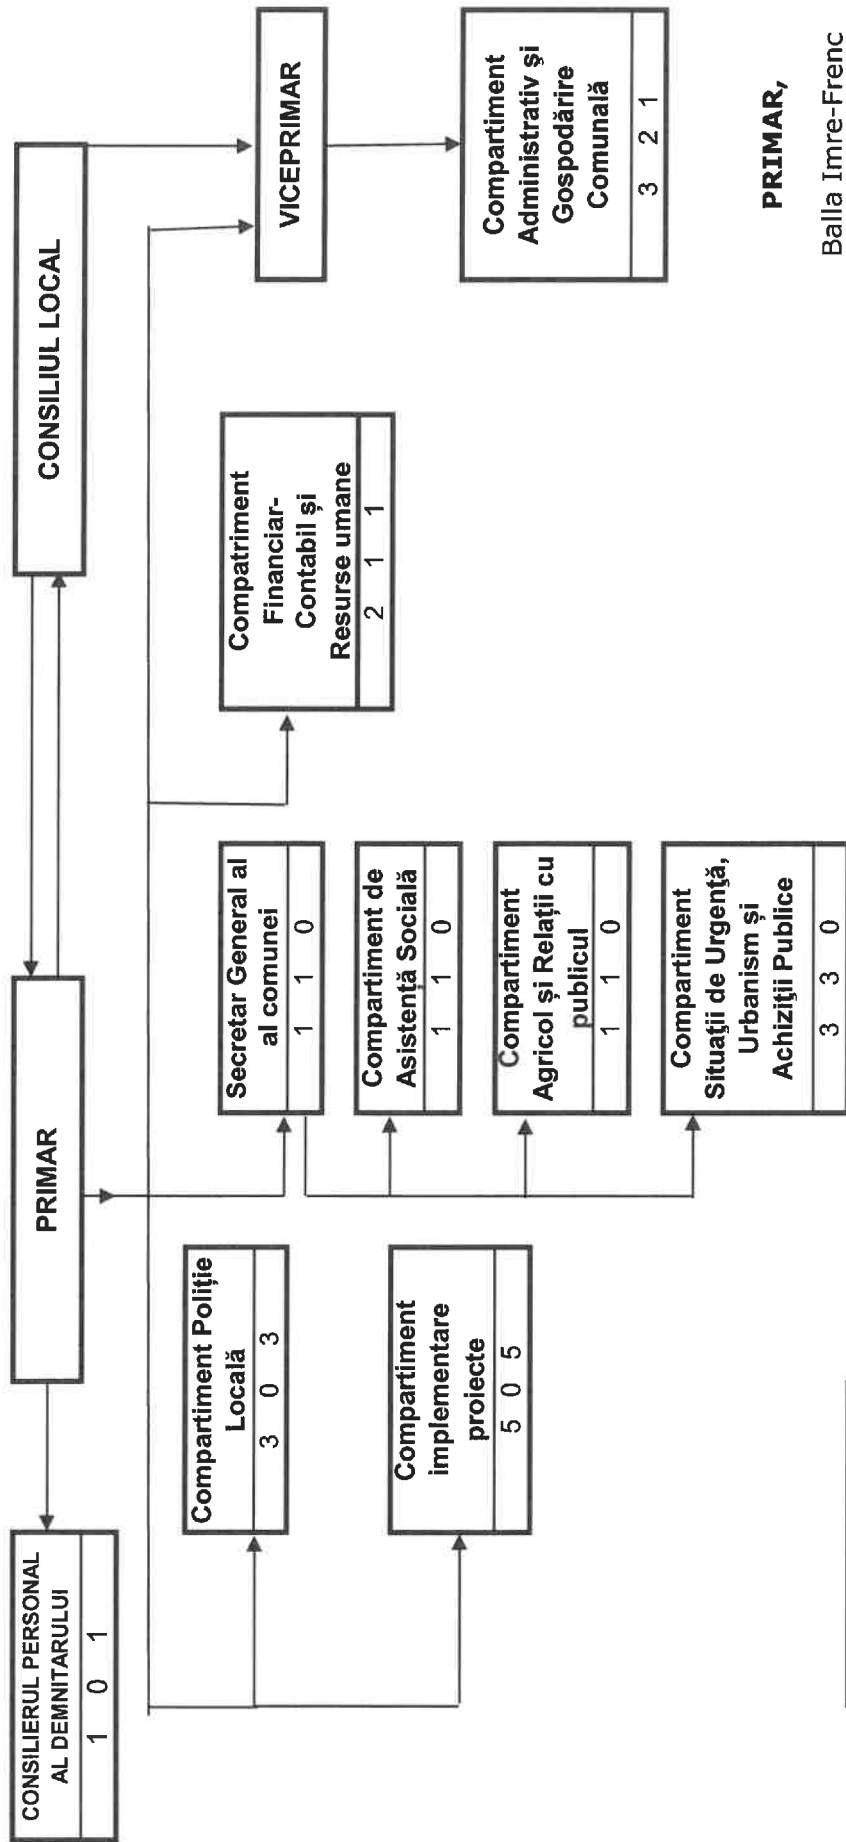 CONSILIUL LOCAL
PRIMAR
CONSILIERUL PERSONAL
AL DEMNITARULUI
1 0 1
VICEPRIMAR
Compartiment Poliție
Locală
3 0 3
Compartiment
implementare
proiecte
5 0 5
Secretar General al
al comunei
1 1 0
Compartiment de
Asistență Socială
1 1 0
Compartiment
Agricol și Relații cu
publicul
1 1 0
Compartiment
Situații de Urgență,
Urbanism și
Achiziții Publice
3 3 0
Compatriment
Financiar-
Contabil și
Resurse umane
2 1 1
Compartiment
Administrativ și
Gospodărire
Comunală
3 2 1
PRIMAR,
Balla Imre-Frenc